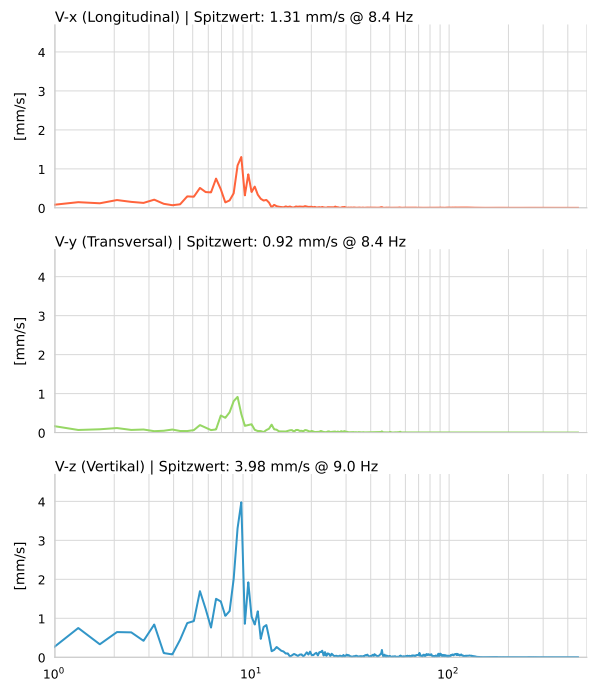 V-x (Longitudinal) | Spitzwert: 1.31 mm/s @ 8.4 Hz
4
3
[mm/s]
2
1
0
V-y (Transversal) | Spitzwert: 0.92 mm/s @ 8.4 Hz
4
3
[mm/s]
2
1
0
V-z (Vertikal) | Spitzwert: 3.98 mm/s @ 9.0 Hz
4
3
[mm/s]
2
1
0
10⁰ 10¹ 10²